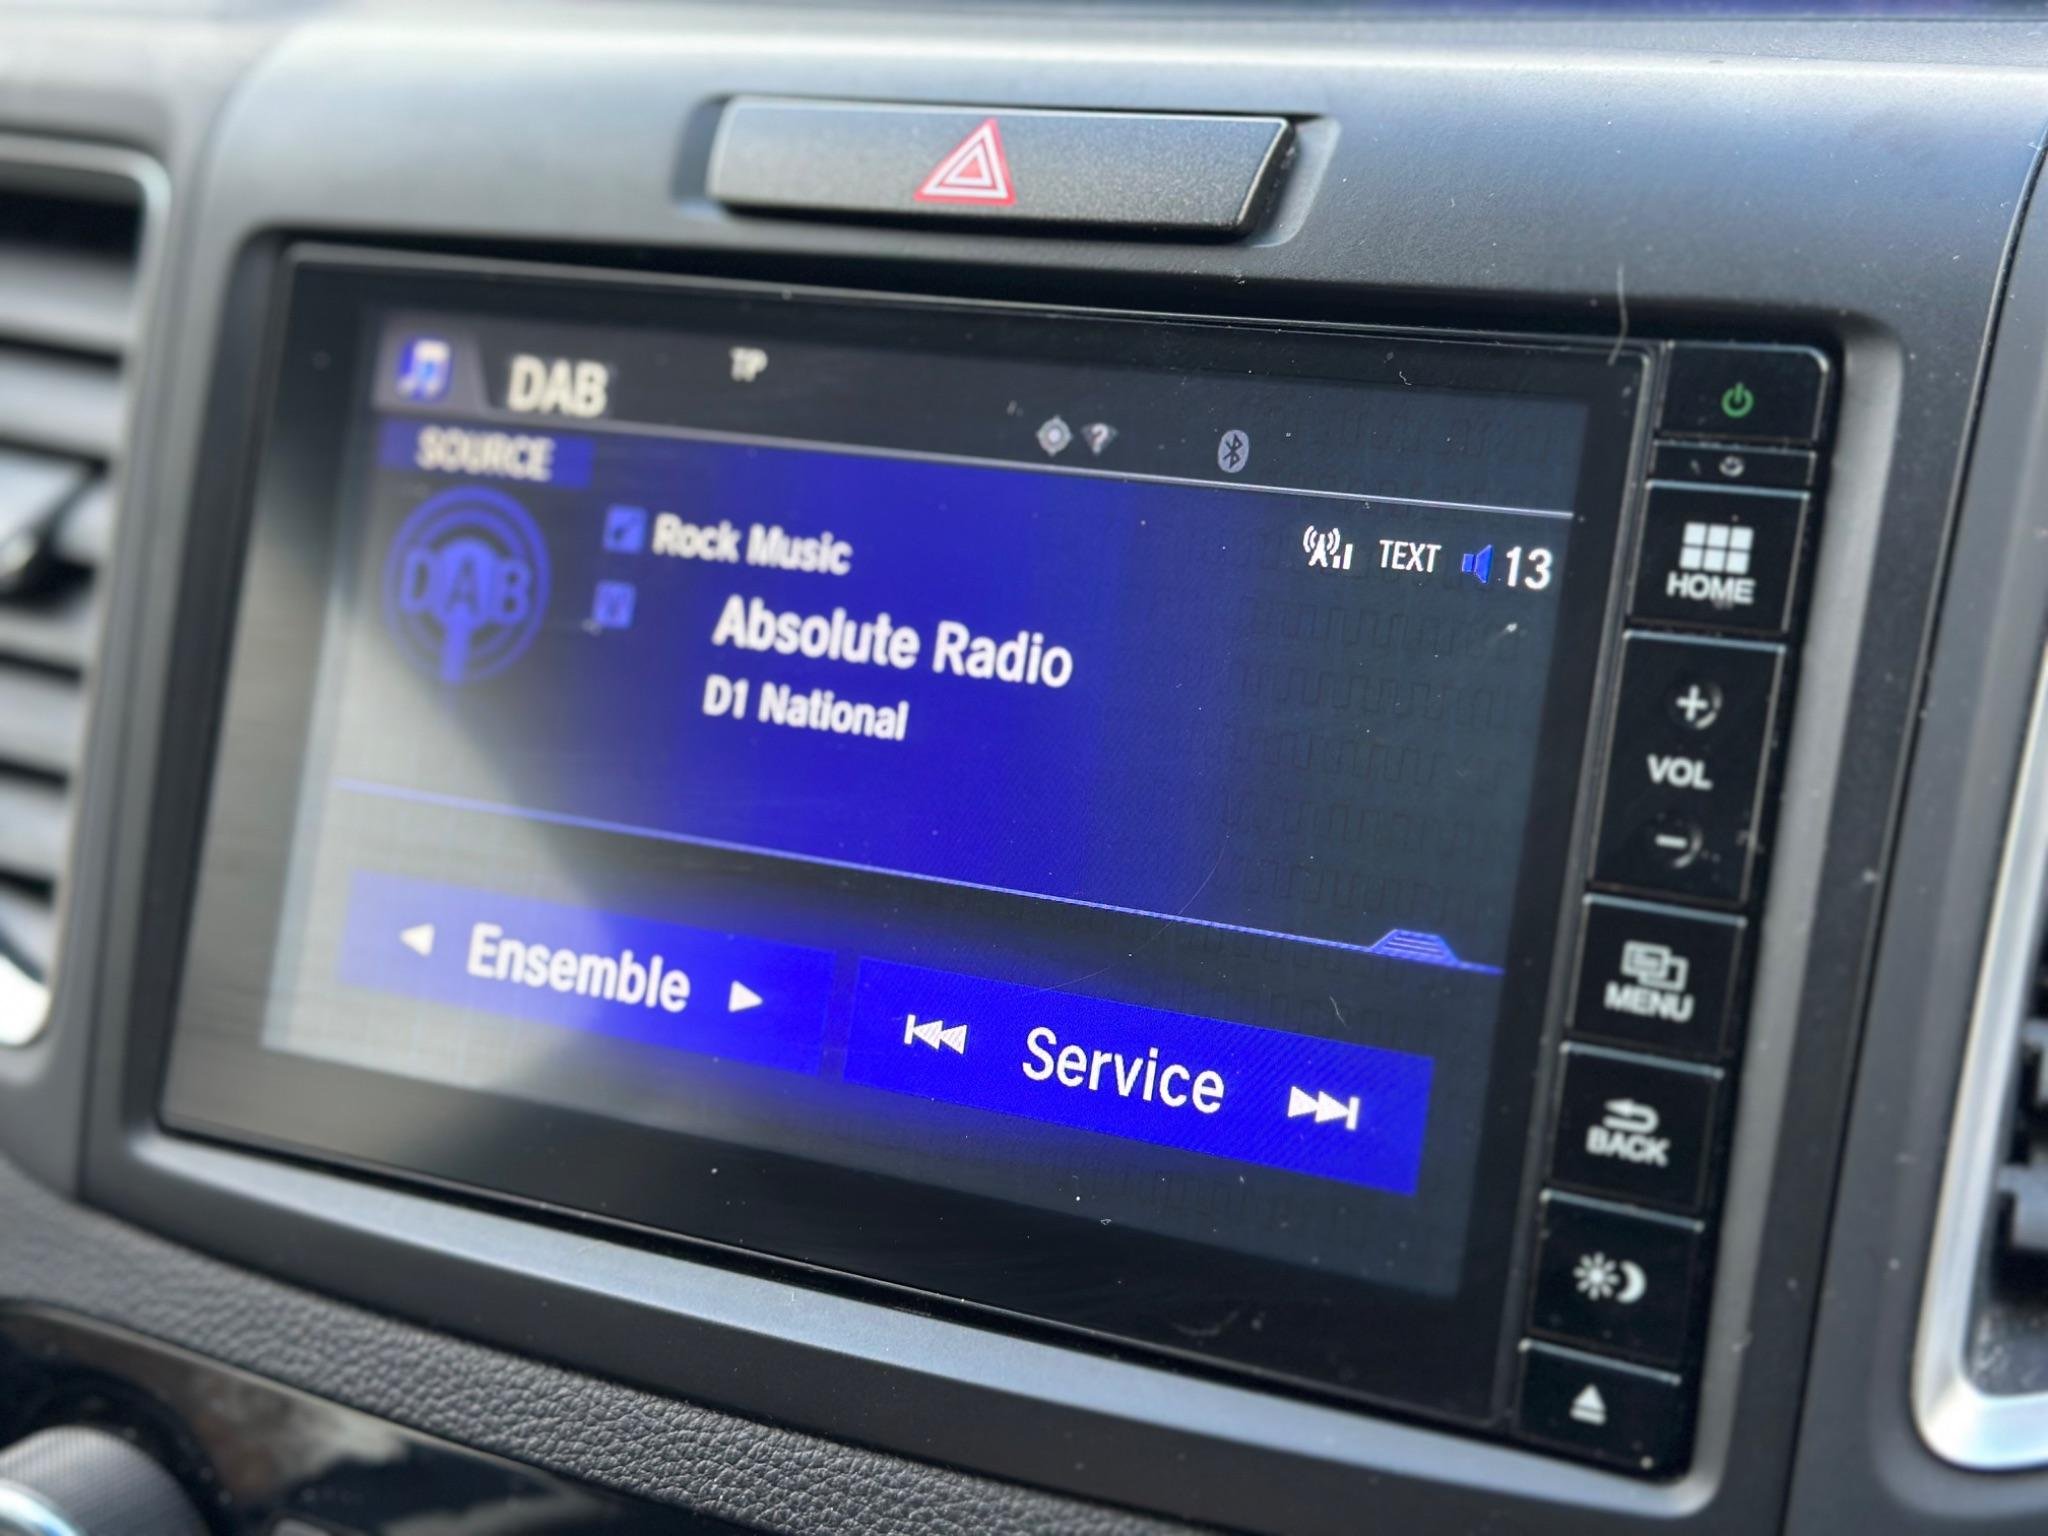 DAB
TP
SOURCE
DAB
Rock Music
TEXT
13
Absolute Radio
D1 National
Ensemble
Service
HOME
+
VOL
-
MENU
BACK